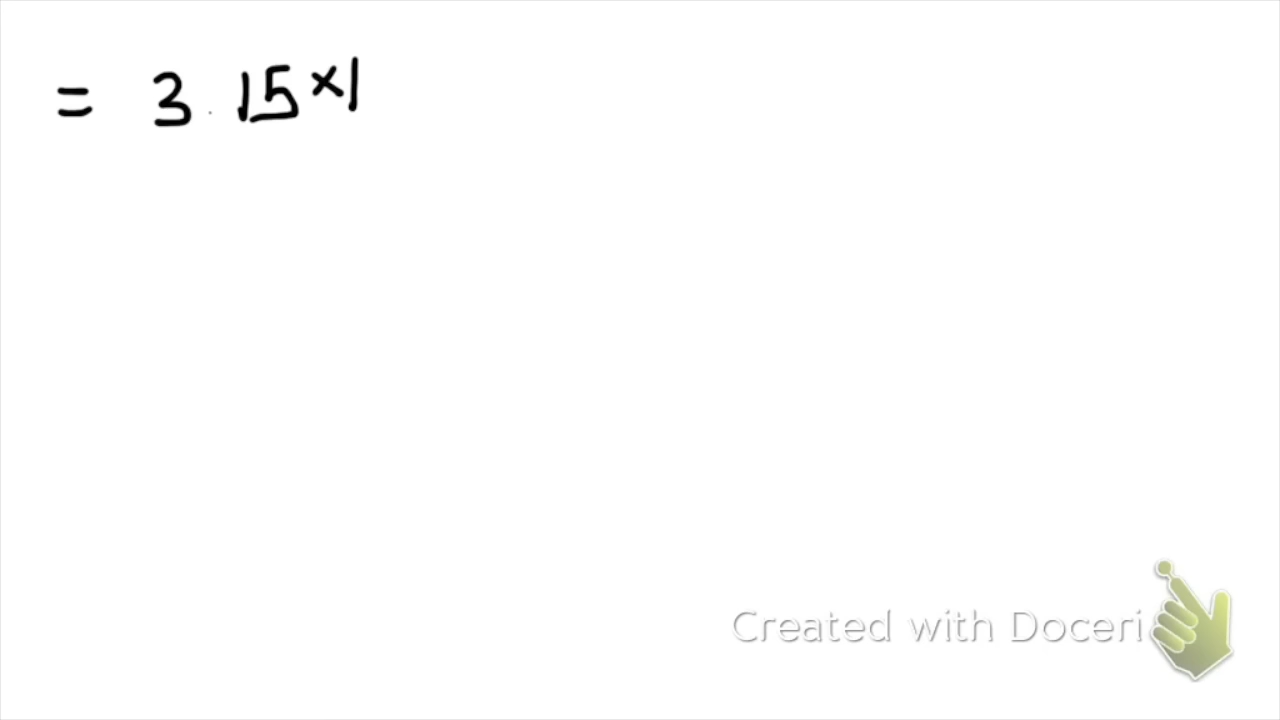 = 3.15×1
Created with Doceri